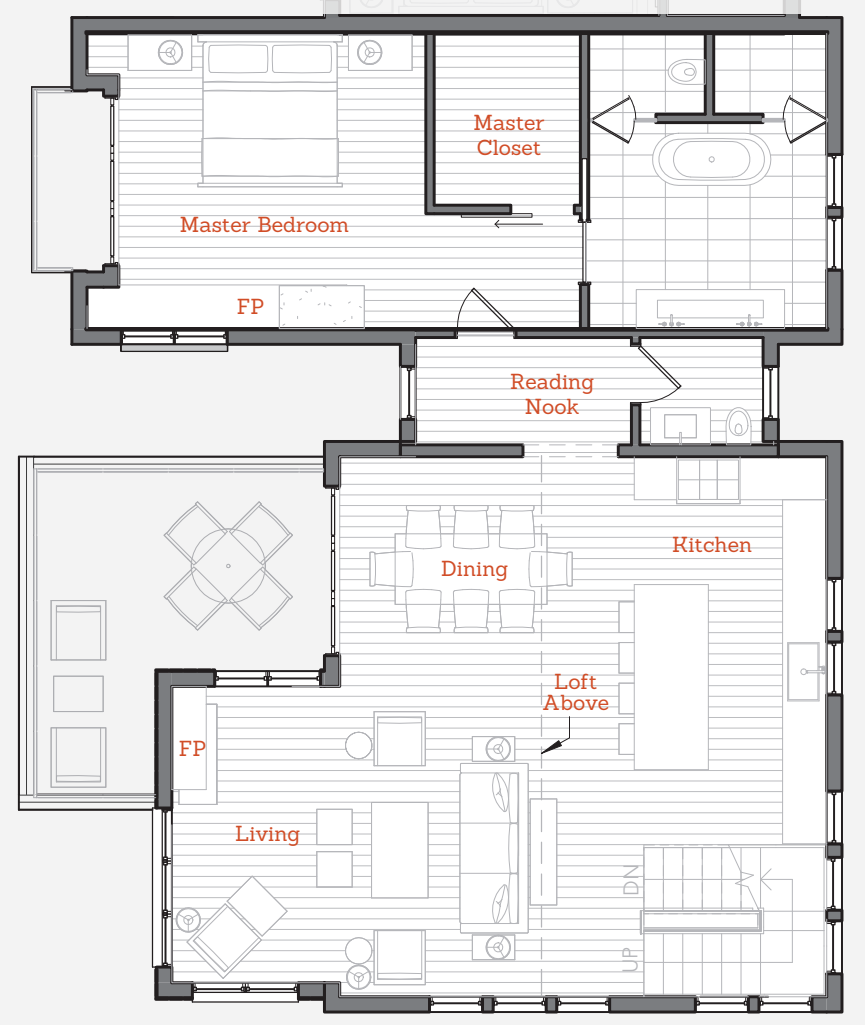 Master
Closet
Master Bedroom
FP
Reading
Nook
Kitchen
Dining
Loft
Above
FP
Living
DN
UP